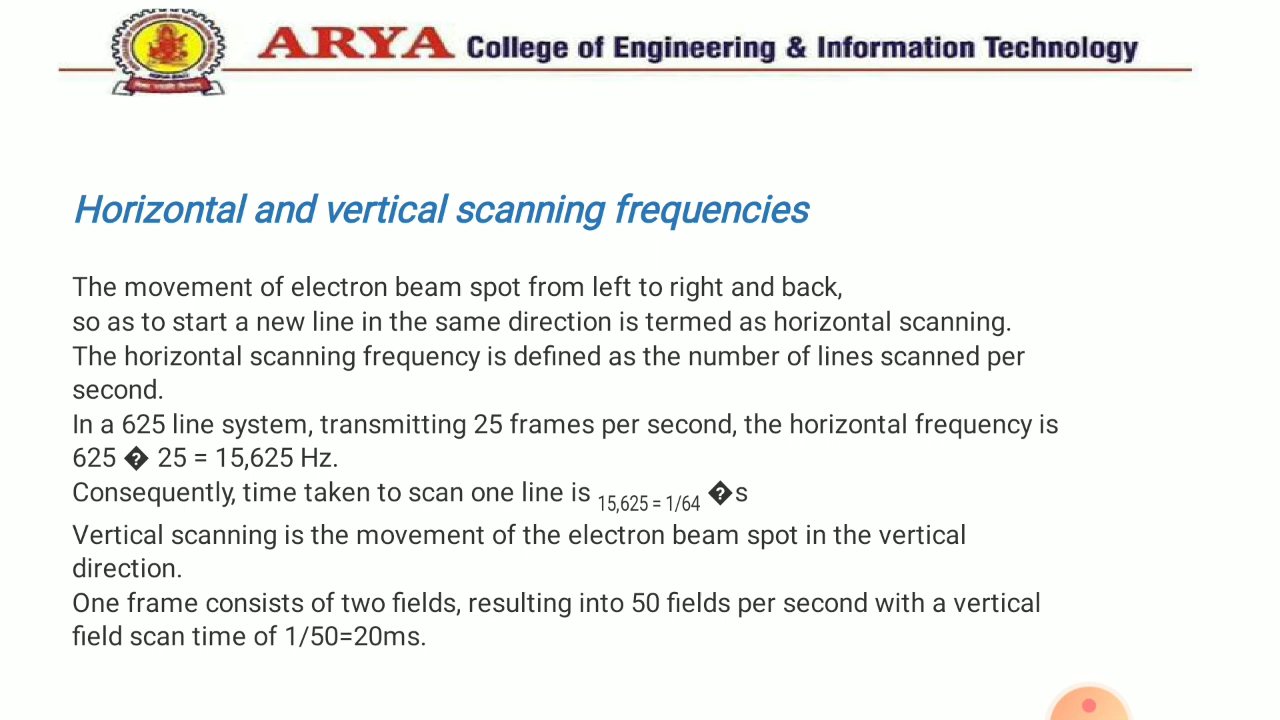 ARYA College of Engineering & Information Technology
Horizontal and vertical scanning frequencies
The movement of electron beam spot from left to right and back,
so as to start a new line in the same direction is termed as horizontal scanning.
The horizontal scanning frequency is defined as the number of lines scanned per
second.
In a 625 line system, transmitting 25 frames per second, the horizontal frequency is
625 � 25 = 15,625 Hz.
Consequently, time taken to scan one line is 15,625 = 1/64 �s
Vertical scanning is the movement of the electron beam spot in the vertical
direction.
One frame consists of two fields, resulting into 50 fields per second with a vertical
field scan time of 1/50=20ms.